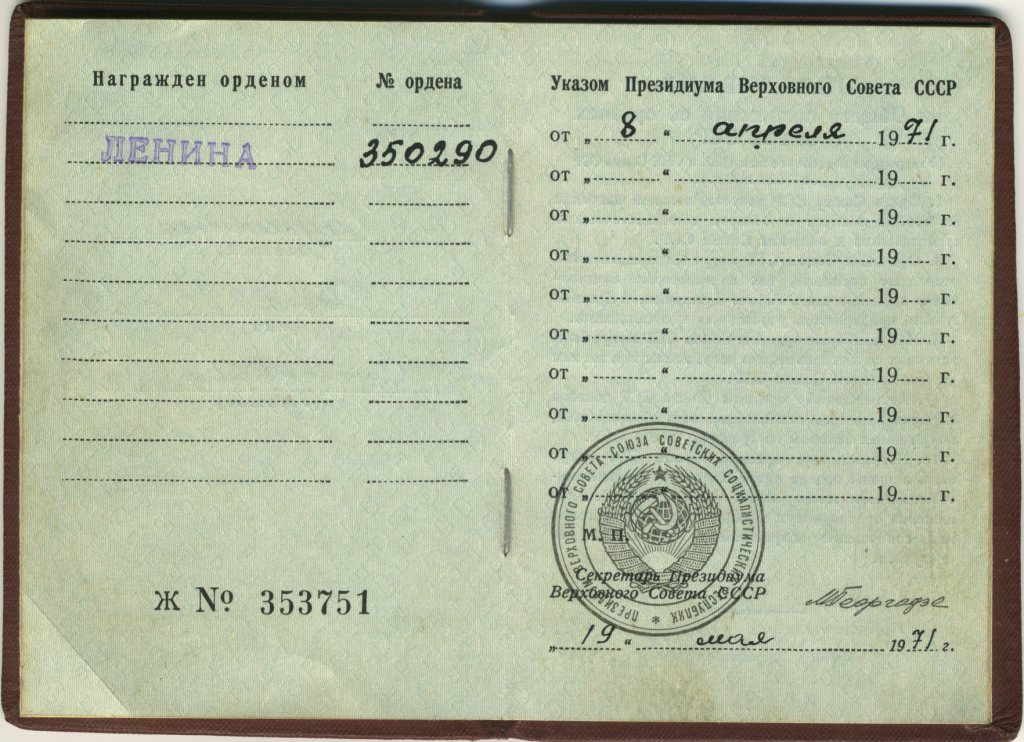 Награжден орденом
№ ордена
ЛЕНИНА
350290
Ж № 353751
Указом Президиума Верховного Совета СССР
от „ 8 “ апреля 1971 г.
от „ “ 19 г.
от „ “ 19 г.
от „ “ 19 г.
от „ “ 19 г.
от „ “ 19 г.
от „ “ 19 г.
от „ “ 19 г.
от „ “ 19 г.
от „ “ 19 г.
ПРЕЗИДИУМ ВЕРХОВНОГО СОВЕТА СОЮЗА СОВЕТСКИХ СОЦИАЛИСТИЧЕСКИХ РЕСПУБЛИК *
М. П.
Секретарь Президиума
Верховного Совета СССР
МГеоргадзе
„ 19 “ мая 1971 г.